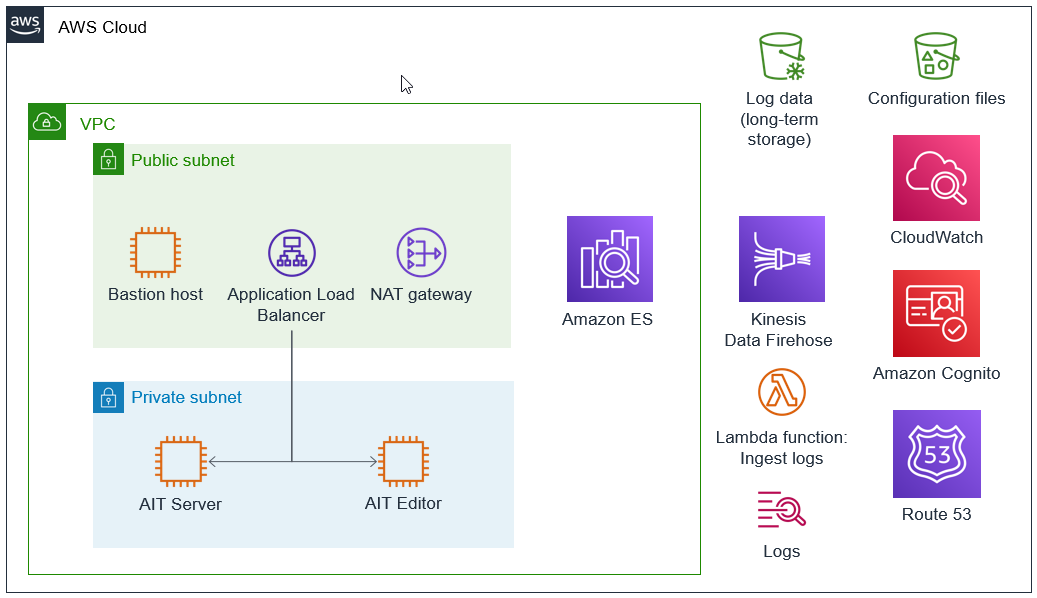 aws
AWS Cloud
VPC
Public subnet
Bastion host
Application Load
Balancer
NAT gateway
Private subnet
AIT Server
AIT Editor
Amazon ES
Log data
(long-term
storage)
Configuration files
CloudWatch
Kinesis
Data Firehose
Amazon Cognito
Lambda function:
Ingest logs
53
Route 53
Logs